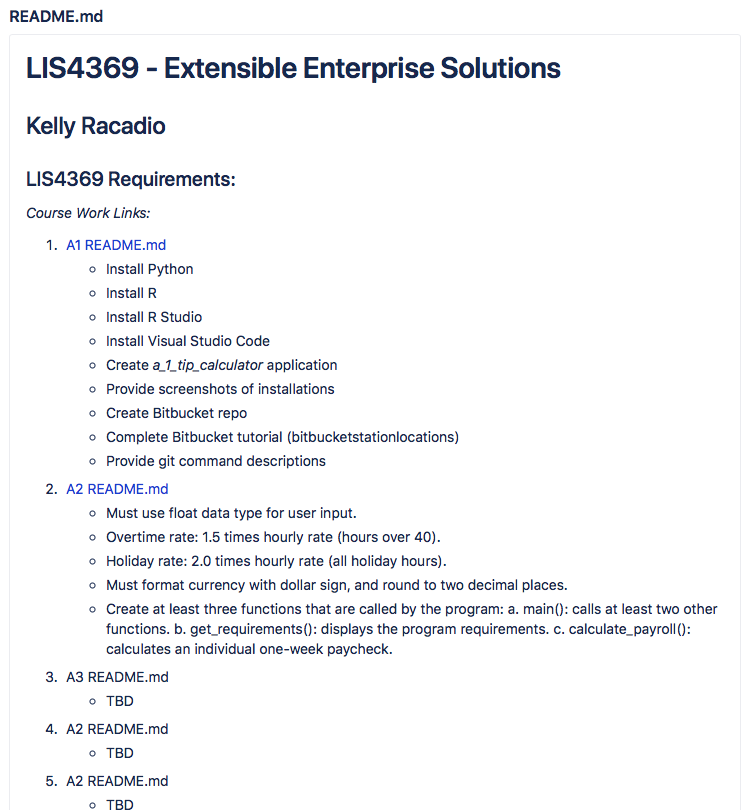 README.md
LIS4369 - Extensible Enterprise Solutions
Kelly Racadio
LIS4369 Requirements:
Course Work Links:
1. A1 README.md
Install Python
Install R
Install R Studio
Install Visual Studio Code
Create a_1_tip_calculator application
Provide screenshots of installations
Create Bitbucket repo
Complete Bitbucket tutorial (bitbucketstationlocations)
Provide git command descriptions
2. A2 README.md
Must use float data type for user input.
Overtime rate: 1.5 times hourly rate (hours over 40).
Holiday rate: 2.0 times hourly rate (all holiday hours).
Must format currency with dollar sign, and round to two decimal places.
Create at least three functions that are called by the program: a. main(): calls at least two other
functions. b. get_requirements(): displays the program requirements. c. calculate_payroll():
calculates an individual one-week paycheck.
3. A3 README.md
TBD
4. A2 README.md
TBD
5. A2 README.md
TBD